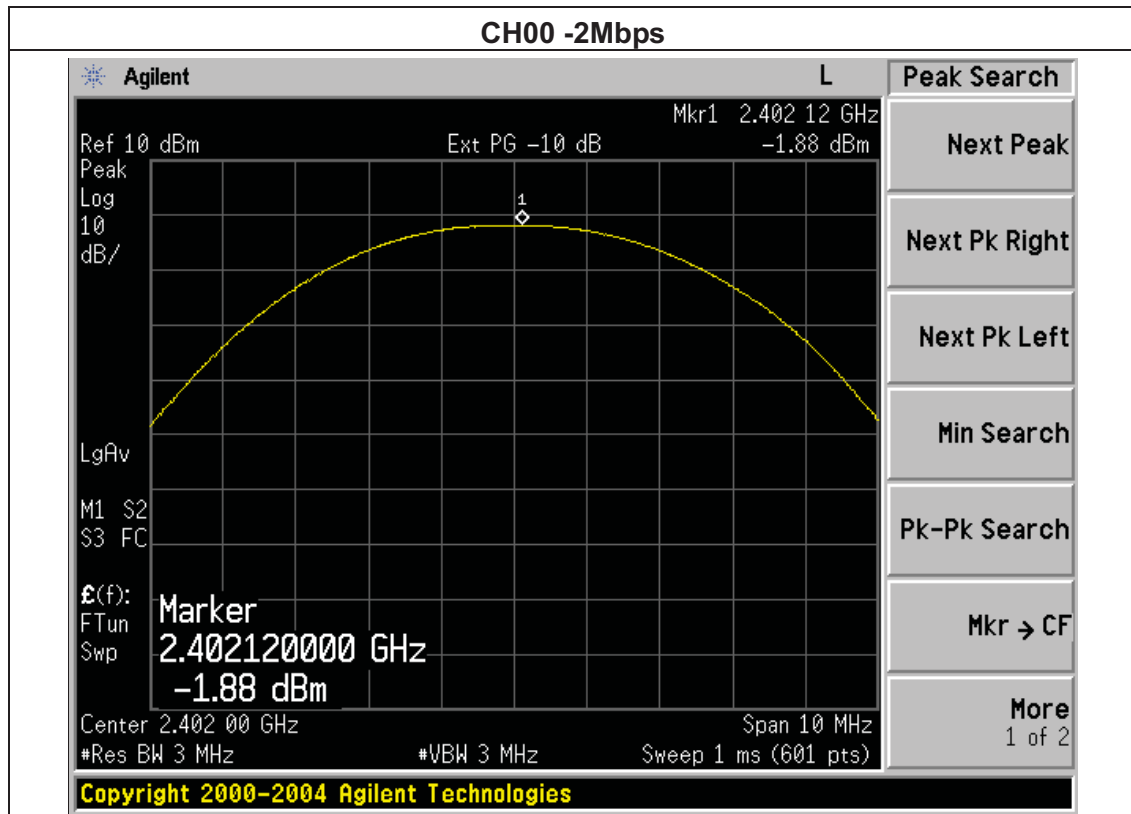 CH00 -2Mbps
Agilent L Peak Search
Mkr1 2.402 12 GHz
Ref 10 dBm Ext PG -10 dB -1.88 dBm
Peak
Log
10
dB/
1
LgAv
M1 S2
S3 FC
£(f):
FTun
Swp
Marker
2.402120000 GHz
-1.88 dBm
Center 2.402 00 GHz Span 10 MHz
#Res BW 3 MHz #VBW 3 MHz Sweep 1 ms (601 pts)
Next Peak
Next Pk Right
Next Pk Left
Min Search
Pk-Pk Search
Mkr → CF
More
1 of 2
Copyright 2000-2004 Agilent Technologies